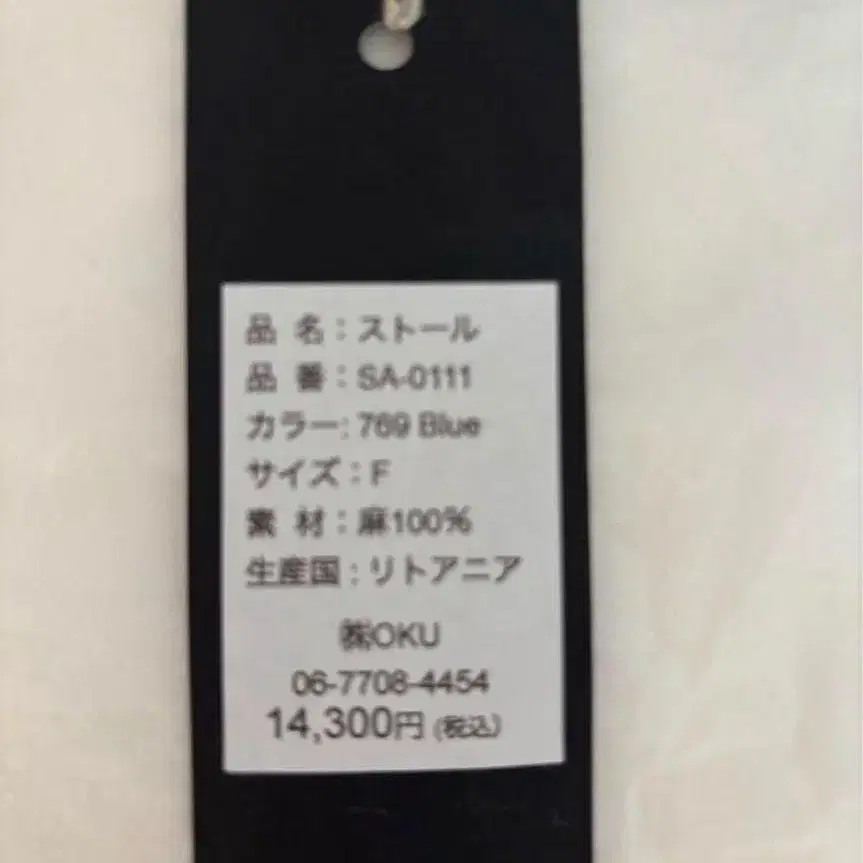 品 名：ストール
品 番：SA-0111
カラー: 769 Blue
サイズ：F
素 材：麻100%
生産国：リトアニア
㈱OKU
06-7708-4454
14,300円 (税込)